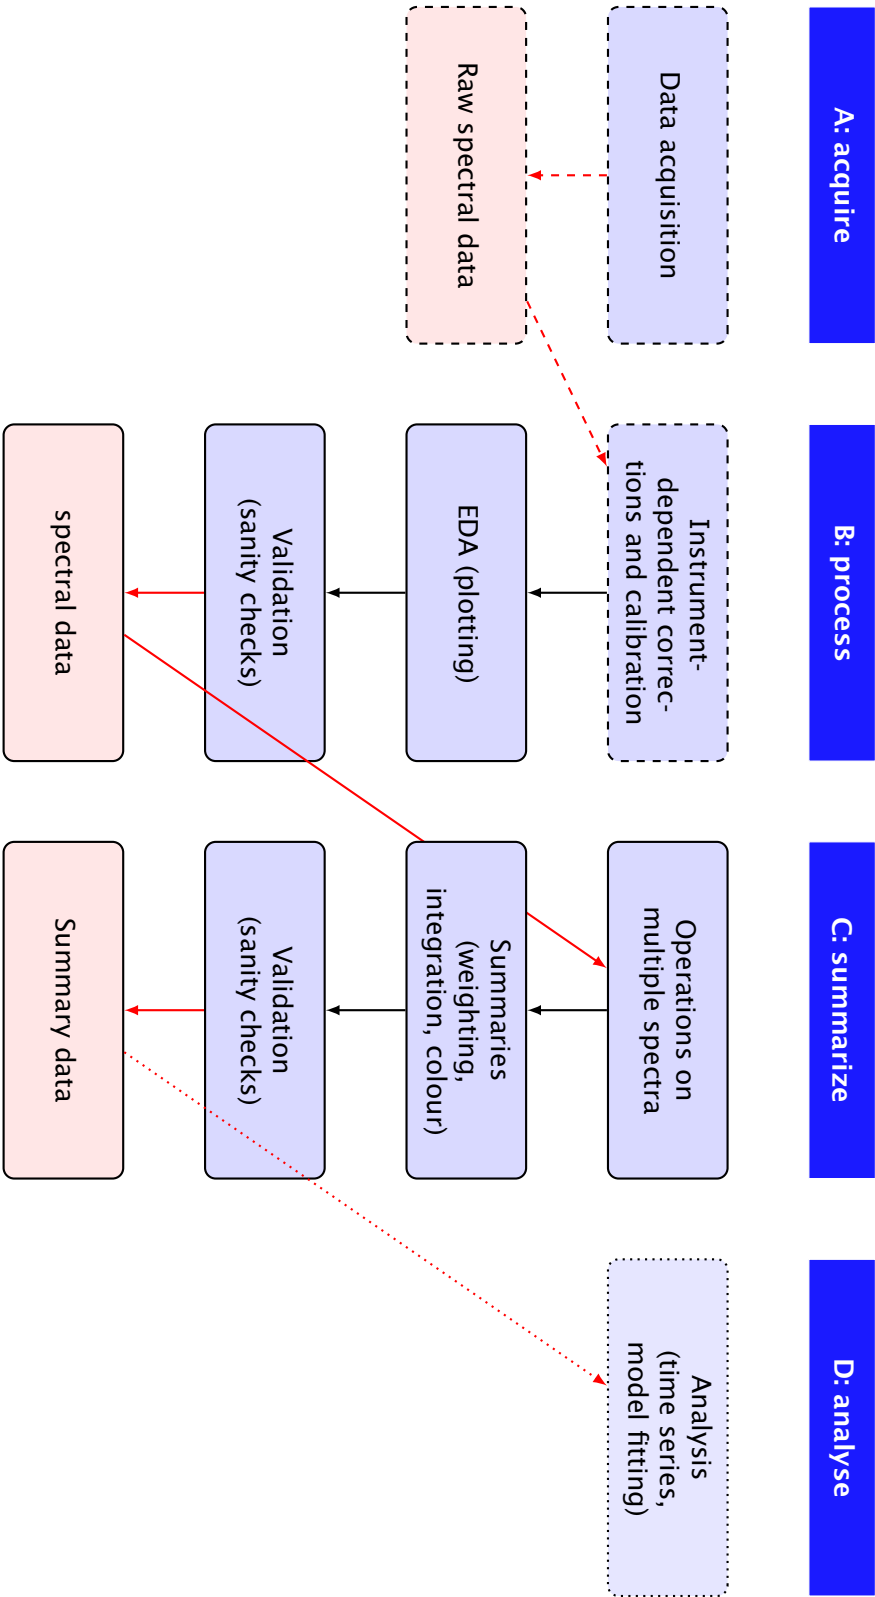 A: acquire
Data acquisition
Raw spectral data
B: process
Instrument-
dependent correc-
tions and calibration
EDA (plotting)
Validation
(sanity checks)
spectral data
C: summarize
Operations on
multiple spectra
Summaries
(weighting,
integration, colour)
Validation
(sanity checks)
Summary data
D: analyse
Analysis
(time series,
model fitting)